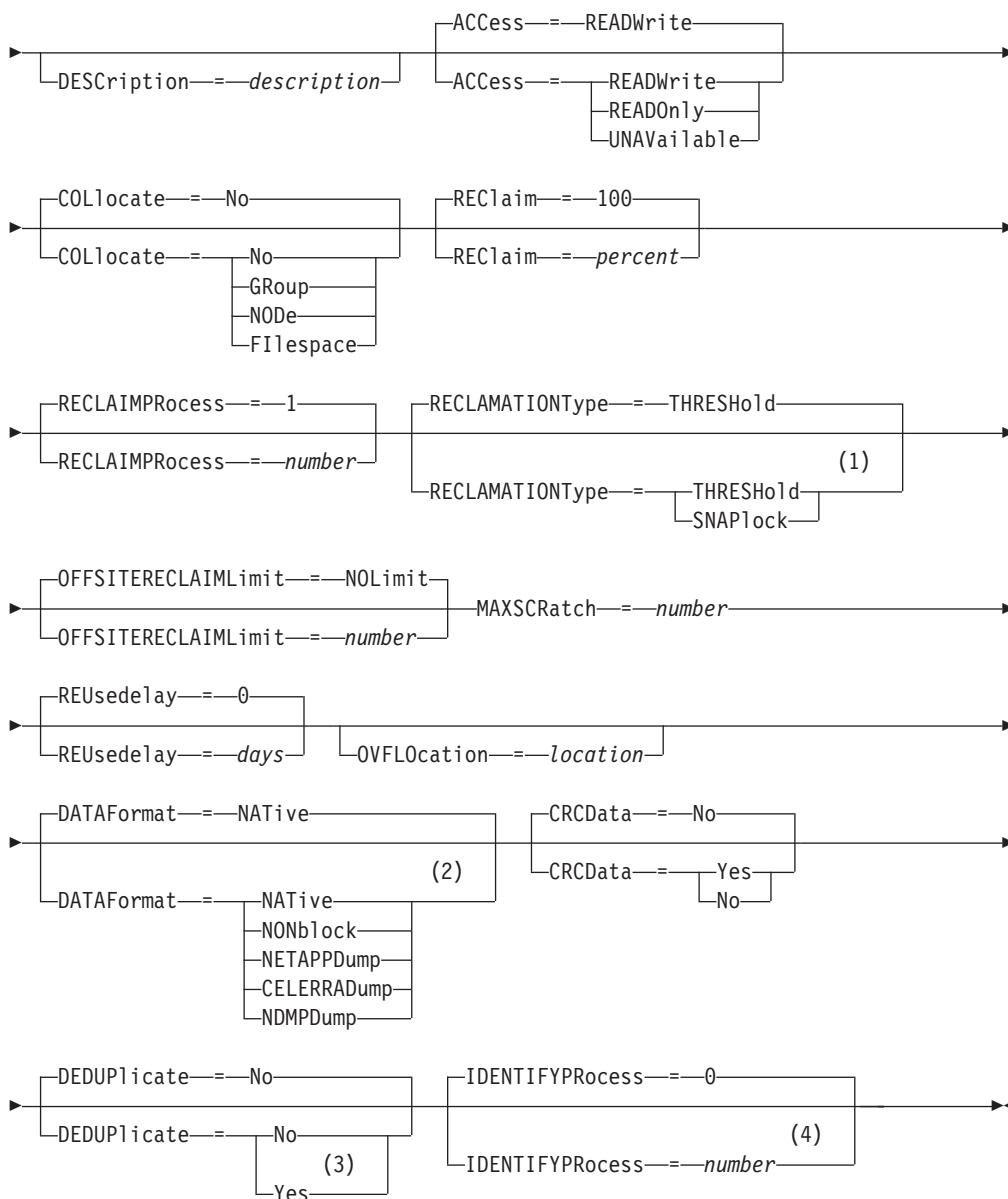 ACCess = READWrite
DESCription = description ACCess = READWrite
READOnly
UNAVailable
COLlocate = No REClaim = 100
COLlocate = No REClaim = percent
GRoup
NODe
FIlespace
RECLAIMPRocess = 1 RECLAMATIONType = THRESHold
RECLAIMPRocess = number (1)
RECLAMATIONType = THRESHold
SNAPlock
OFFSITERECLAIMLimit = NOLimit
MAXSCRatch = number
OFFSITERECLAIMLimit = number
REUsedelay = 0
REUsedelay = days OVFLOcation = location
DATAFormat = NATive CRCData = No
(2) CRCData = Yes
DATAFormat = NATive No
NONblock
NETAPPDump
CELERRADump
NDMPDump
DEDUPlicate = No IDENTIFYPRocess = 0
DEDUPlicate = No (4)
(3) IDENTIFYPRocess = number
Yes